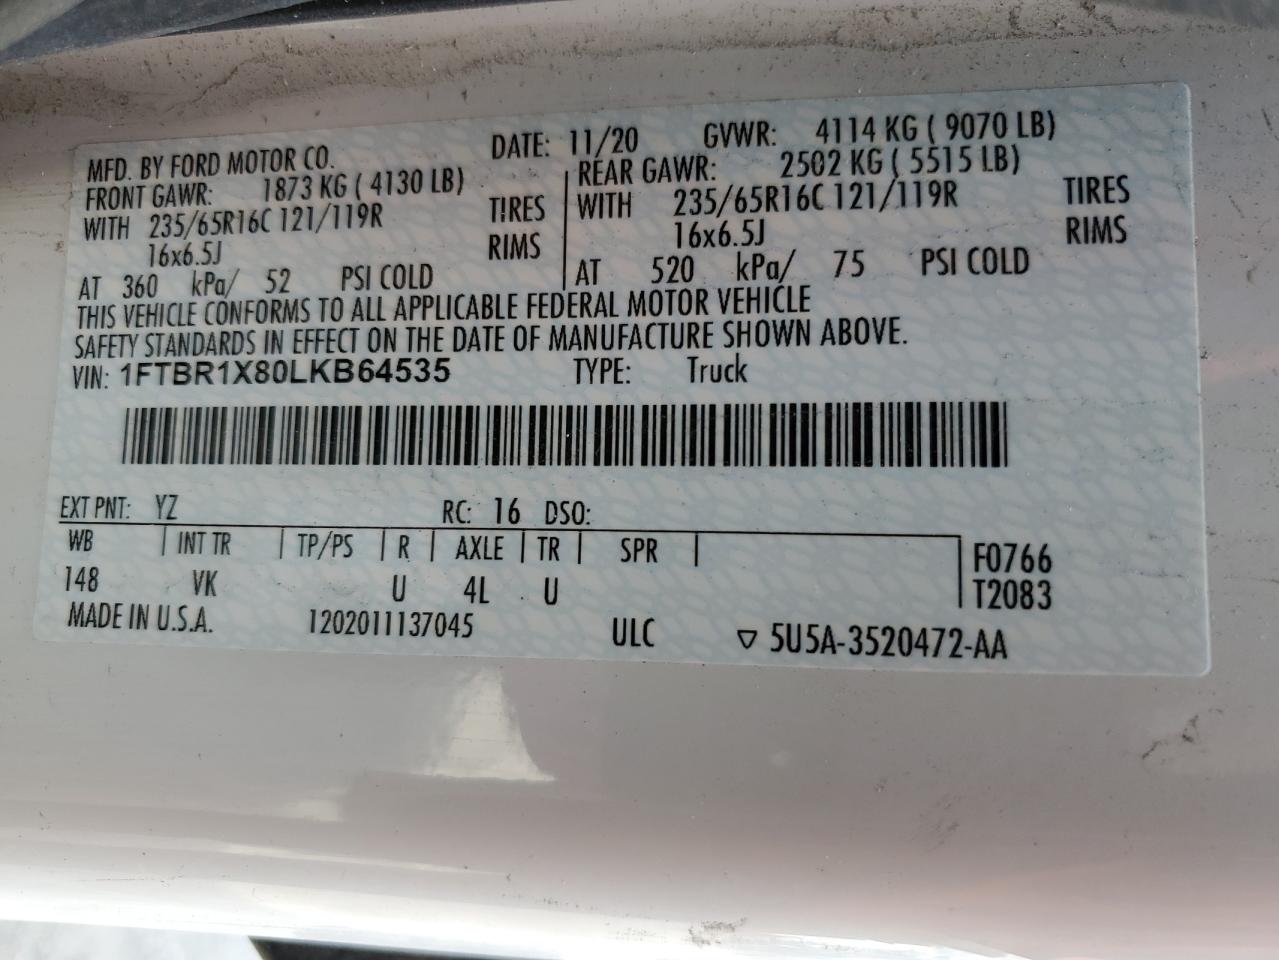 MFD. BY FORD MOTOR CO. DATE: 11/20 GVWR: 4114 KG ( 9070 LB)
FRONT GAWR: 1873 KG ( 4130 LB) REAR GAWR: 2502 KG ( 5515 LB)
WITH 235/65R16C 121/119R TIRES WITH 235/65R16C 121/119R TIRES
16x6.5J RIMS 16x6.5J RIMS
AT 360 kPa/ 52 PSI COLD AT 520 kPa/ 75 PSI COLD
THIS VEHICLE CONFORMS TO ALL APPLICABLE FEDERAL MOTOR VEHICLE
SAFETY STANDARDS IN EFFECT ON THE DATE OF MANUFACTURE SHOWN ABOVE.
VIN: 1FTBR1X80LKB64535 TYPE: Truck
EXT PNT: YZ RC: 16 DSO:
WB INT TR TP/PS R AXLE TR SPR F0766
148 VK U 4L U T2083
MADE IN U.S.A. 1202011137045 ULC ▽ 5U5A-3520472-AA